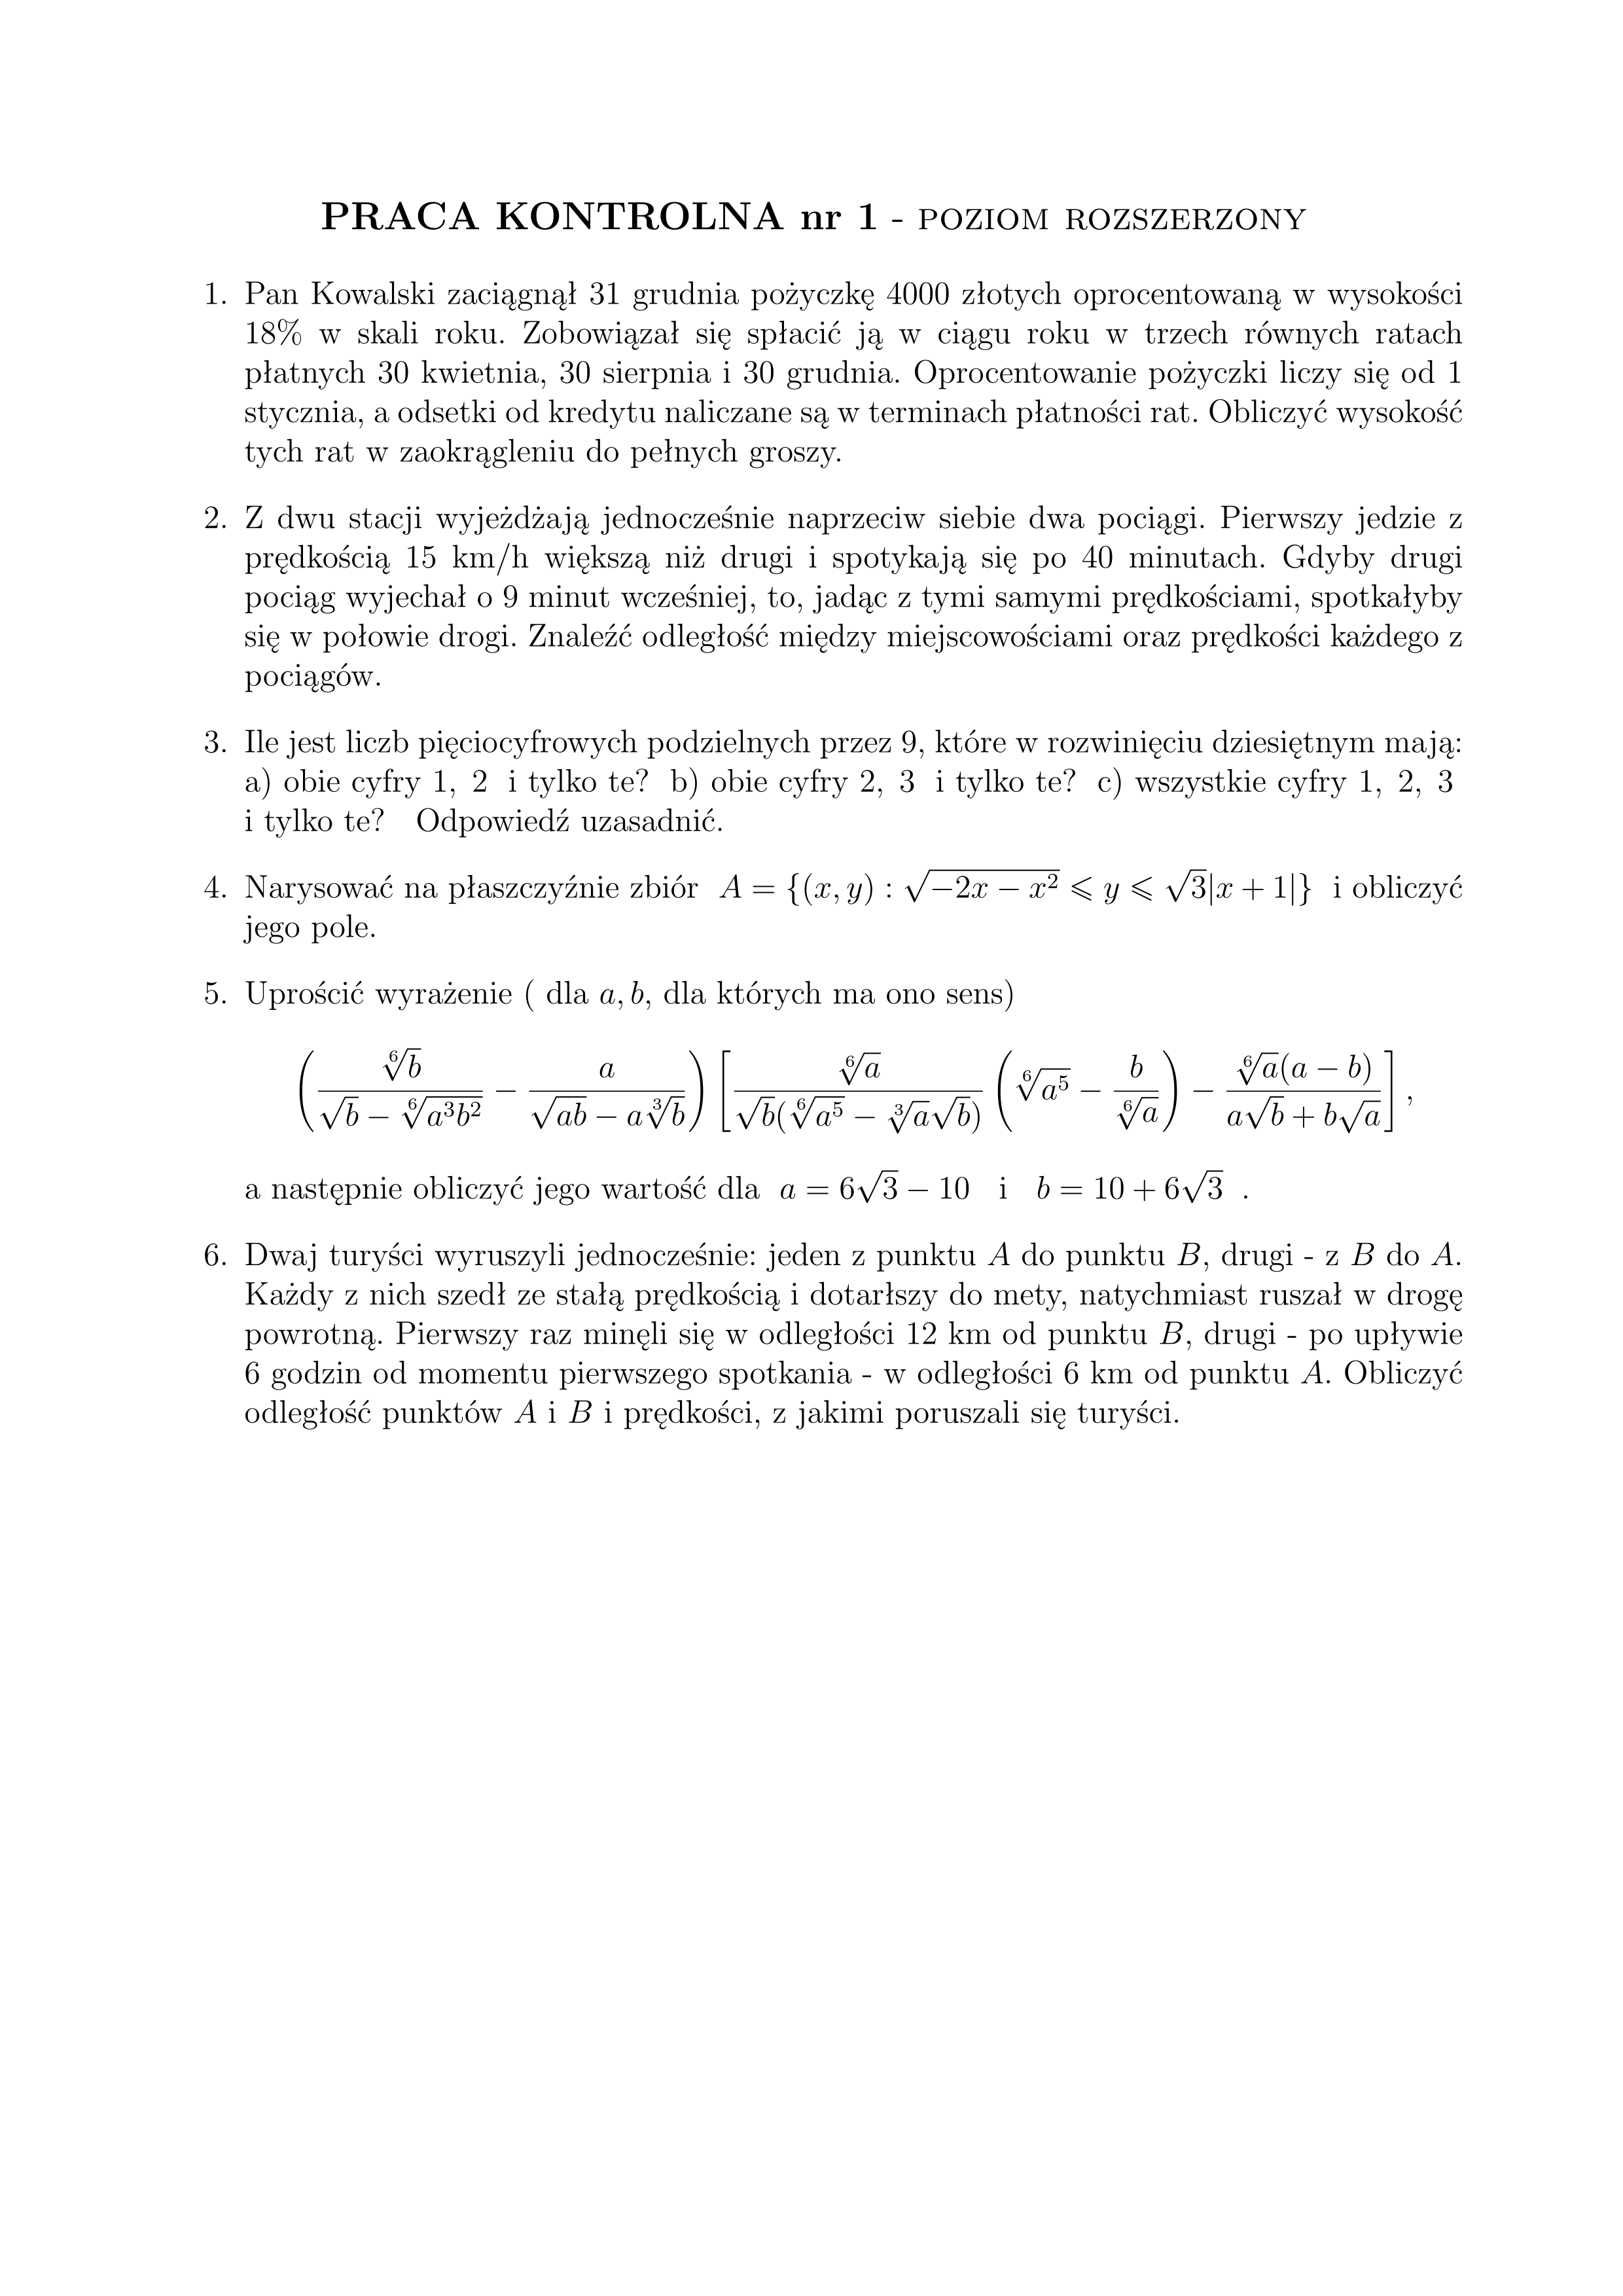 PRACA KONTROLNA nr 1 - POZIOM ROZSZERZONY
1. Pan Kowalski zaciągnął 31 grudnia pożyczkę 4000 złotych oprocentowaną w wysokości
18% w skali roku. Zobowiązał się spłacić ją w ciągu roku w trzech równych ratach
płatnych 30 kwietnia, 30 sierpnia i 30 grudnia. Oprocentowanie pożyczki liczy się od 1
stycznia, a odsetki od kredytu naliczane są w terminach płatności rat. Obliczyć wysokość
tych rat w zaokrągleniu do pełnych groszy.
2. Z dwu stacji wyjeżdżają jednocześnie naprzeciw siebie dwa pociągi. Pierwszy jedzie z
prędkością 15 km/h większą niż drugi i spotykają się po 40 minutach. Gdyby drugi
pociąg wyjechał o 9 minut wcześniej, to, jadąc z tymi samymi prędkościami, spotkałyby
się w połowie drogi. Znaleźć odległość między miejscowościami oraz prędkości każdego z
pociągów.
3. Ile jest liczb pięciocyfrowych podzielnych przez 9, które w rozwinięciu dziesiętnym mają:
a) obie cyfry 1, 2 i tylko te? b) obie cyfry 2, 3 i tylko te? c) wszystkie cyfry 1, 2, 3
i tylko te? Odpowiedź uzasadnić.
4. Narysować na płaszczyźnie zbiór $A = \{(x, y) : \sqrt{-2x - x^2} \leqslant y \leqslant \sqrt{3}|x + 1|\}$ i obliczyć
jego pole.
5. Uprościć wyrażenie ( dla $a, b$, dla których ma ono sens)
$\left(\frac{\sqrt[6]{b}}{\sqrt{b} - \sqrt[6]{a^3b^2}} - \frac{a}{\sqrt{ab} - a\sqrt[3]{b}}\right)\left[\frac{\sqrt[6]{a}}{\sqrt{b}(\sqrt[6]{a^5} - \sqrt[3]{a}\sqrt{b})}\left(\sqrt[6]{a^5} - \frac{b}{\sqrt[6]{a}}\right) - \frac{\sqrt[6]{a}(a - b)}{a\sqrt{b} + b\sqrt{a}}\right],$
a następnie obliczyć jego wartość dla $a = 6\sqrt{3} - 10$ i $b = 10 + 6\sqrt{3}$ .
6. Dwaj turyści wyruszyli jednocześnie: jeden z punktu A do punktu B, drugi - z B do A.
Każdy z nich szedł ze stałą prędkością i dotarłszy do mety, natychmiast ruszał w drogę
powrotną. Pierwszy raz minęli się w odległości 12 km od punktu B, drugi - po upływie
6 godzin od momentu pierwszego spotkania - w odległości 6 km od punktu A. Obliczyć
odległość punktów A i B i prędkości, z jakimi poruszali się turyści.